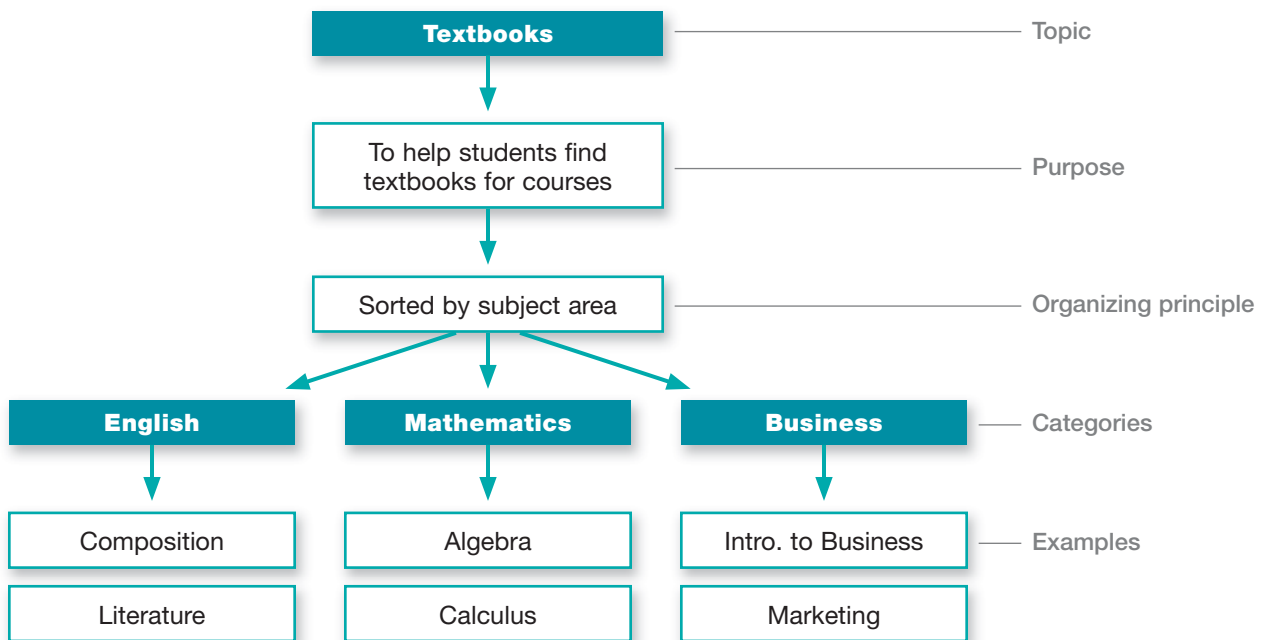 Textbooks
Topic
To help students find
textbooks for courses
Purpose
Sorted by subject area
Organizing principle
English
Mathematics
Business
Categories
Composition
Algebra
Intro. to Business
Examples
Literature
Calculus
Marketing